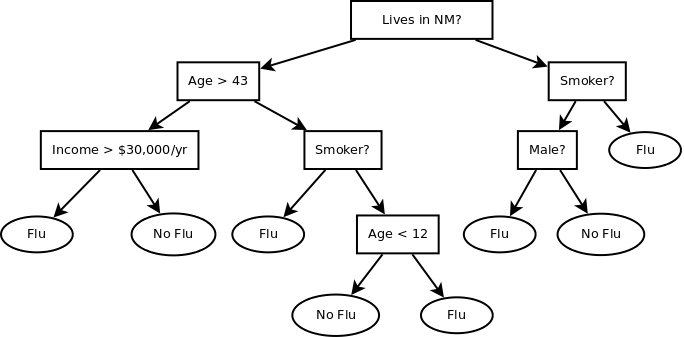 Lives in NM?
Age > 43
Smoker?
Income > $30,000/yr
Smoker?
Male?
Flu
Flu
No Flu
Flu
Age < 12
Flu
No Flu
No Flu
Flu